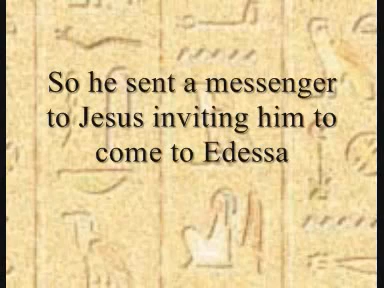 So he sent a messenger
to Jesus inviting him to
come to Edessa